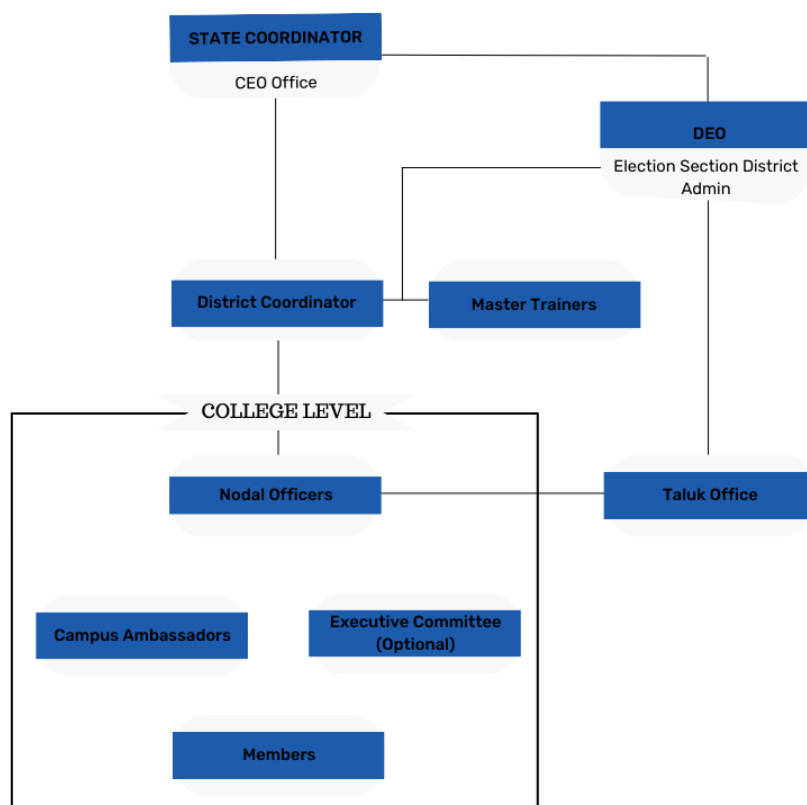 STATE COORDINATOR
CEO Office
DEO
Election Section District
Admin
District Coordinator
Master Trainers
COLLEGE LEVEL
Nodal Officers
Taluk Office
Campus Ambassadors
Executive Committee
(Optional)
Members